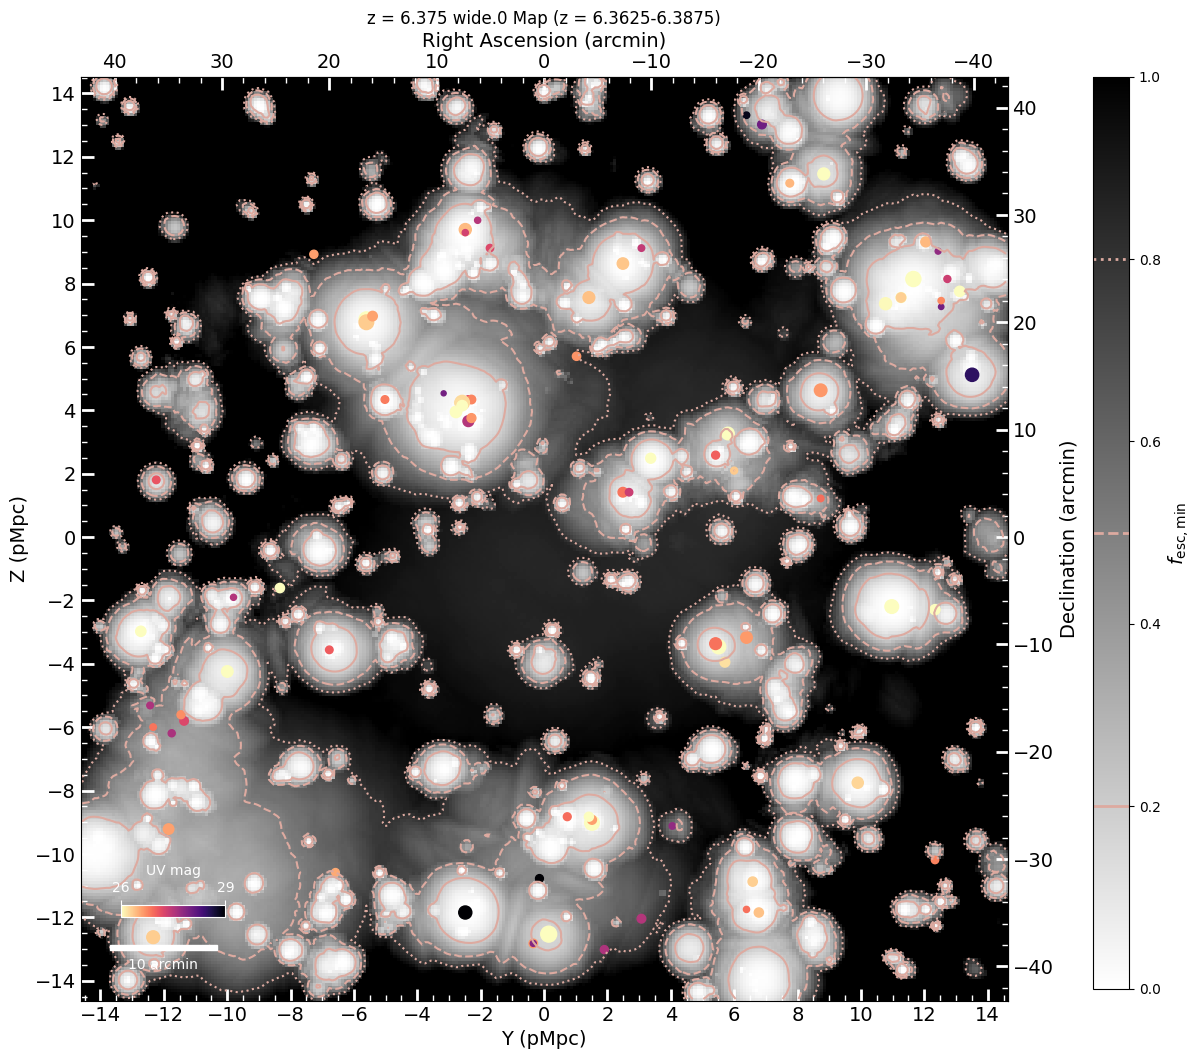 z = 6.375 wide.0 Map (z = 6.3625-6.3875)
Right Ascension (arcmin)
40 30 20 10 0 −10 −20 −30 −40
14 12 10 8 6 4 2 0 −2 −4 −6 −8 −10 −12 −14
Z (pMpc)
40 30 20 10 0 −10 −20 −30 −40
Declination (arcmin)
1.0 0.8 0.6 0.4 0.2 0.0
f_esc,min
UV mag
26 29
10 arcmin
−14 −12 −10 −8 −6 −4 −2 0 2 4 6 8 10 12 14
Y (pMpc)